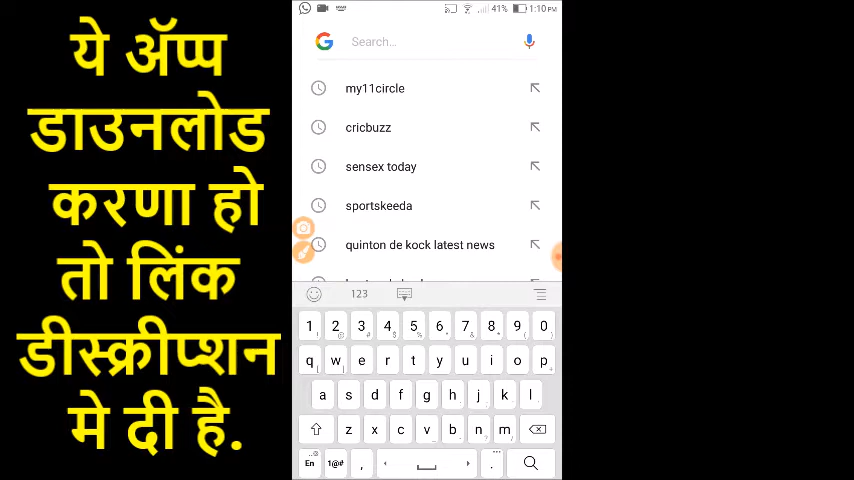 ये ॲप्प
डाउनलोड
करणा हो
तो लिंक
डीस्क्रीप्शन
मे दी है.
41% 1:10 PM
Search...
my11circle
cricbuzz
sensex today
sportskeeda
quinton de kock latest news
123
1 2 3 4 5 6 7 8 9 0
q w e r t y u i o p
a s d f g h j k l
z x c v b n m
En 1@# , .